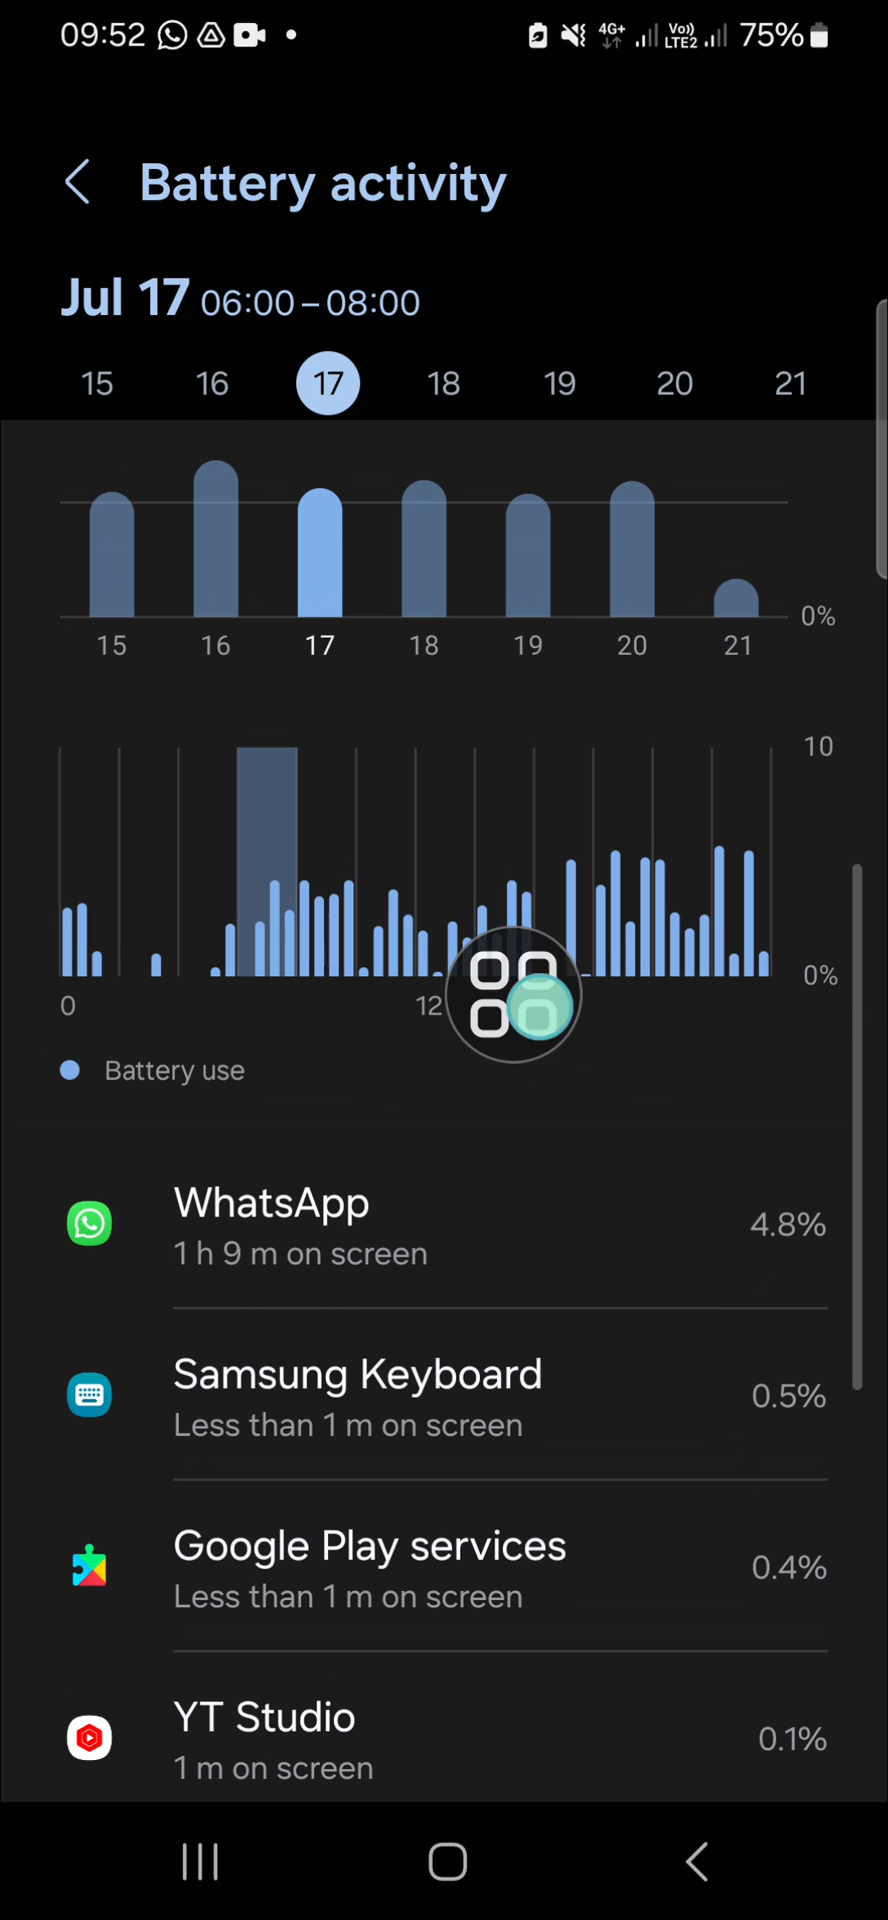 09:52 4G+ Vo)) LTE2 75%
Battery activity
Jul 17 06:00 – 08:00
15 16 17 18 19 20 21
0%
15 16 17 18 19 20 21
10
0%
0 12
Battery use
WhatsApp
1 h 9 m on screen
4.8%
Samsung Keyboard
Less than 1 m on screen
0.5%
Google Play services
Less than 1 m on screen
0.4%
YT Studio
1 m on screen
0.1%